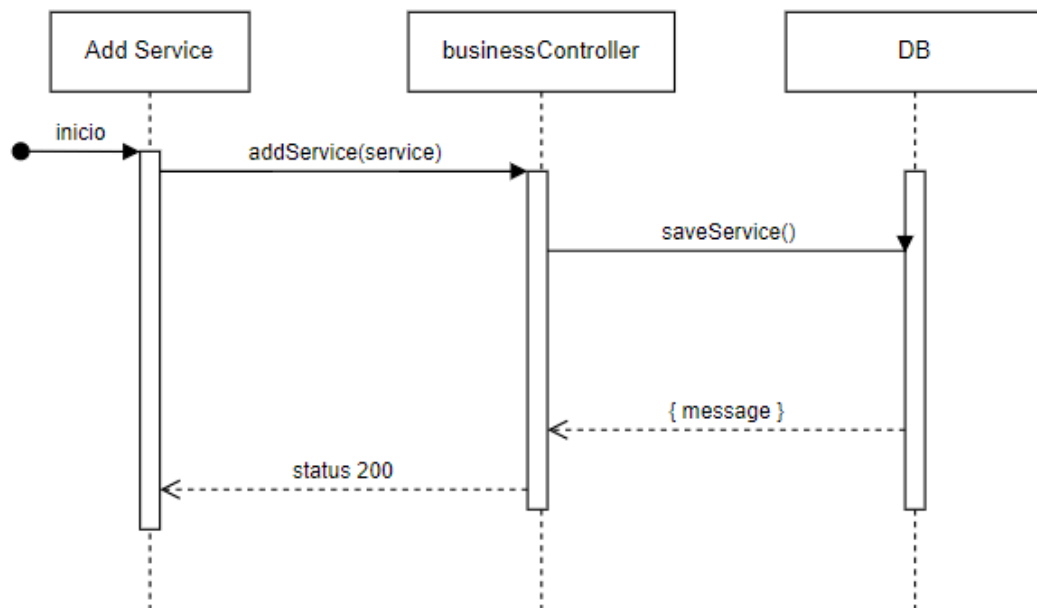 Add Service
businessController
DB
inicio
addService(service)
saveService()
{ message }
status 200